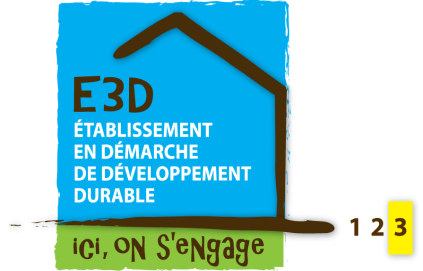 E3D
ÉTABLISSEMENT
EN DÉMARCHE
DE DÉVELOPPEMENT
DURABLE
ici, ON S'eNgage
1 2 3